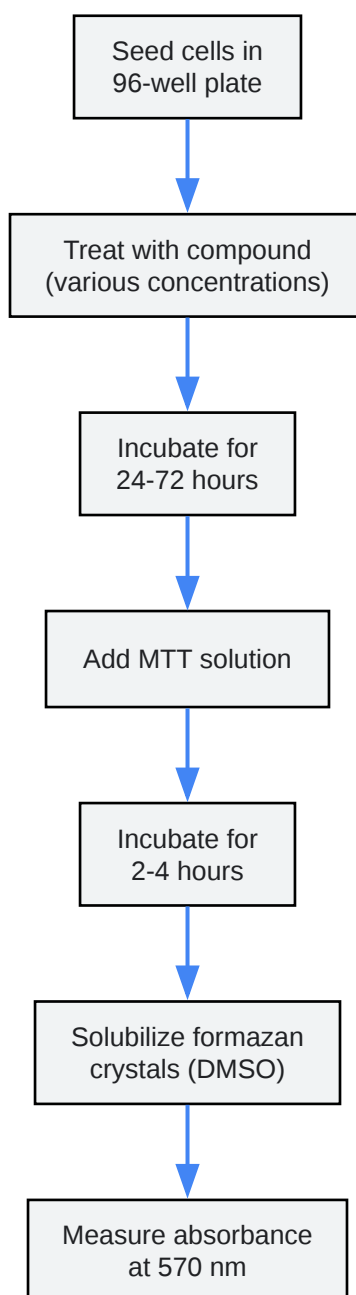 Seed cells in
96-well plate
Treat with compound
(various concentrations)
Incubate for
24-72 hours
Add MTT solution
Incubate for
2-4 hours
Solubilize formazan
crystals (DMSO)
Measure absorbance
at 570 nm